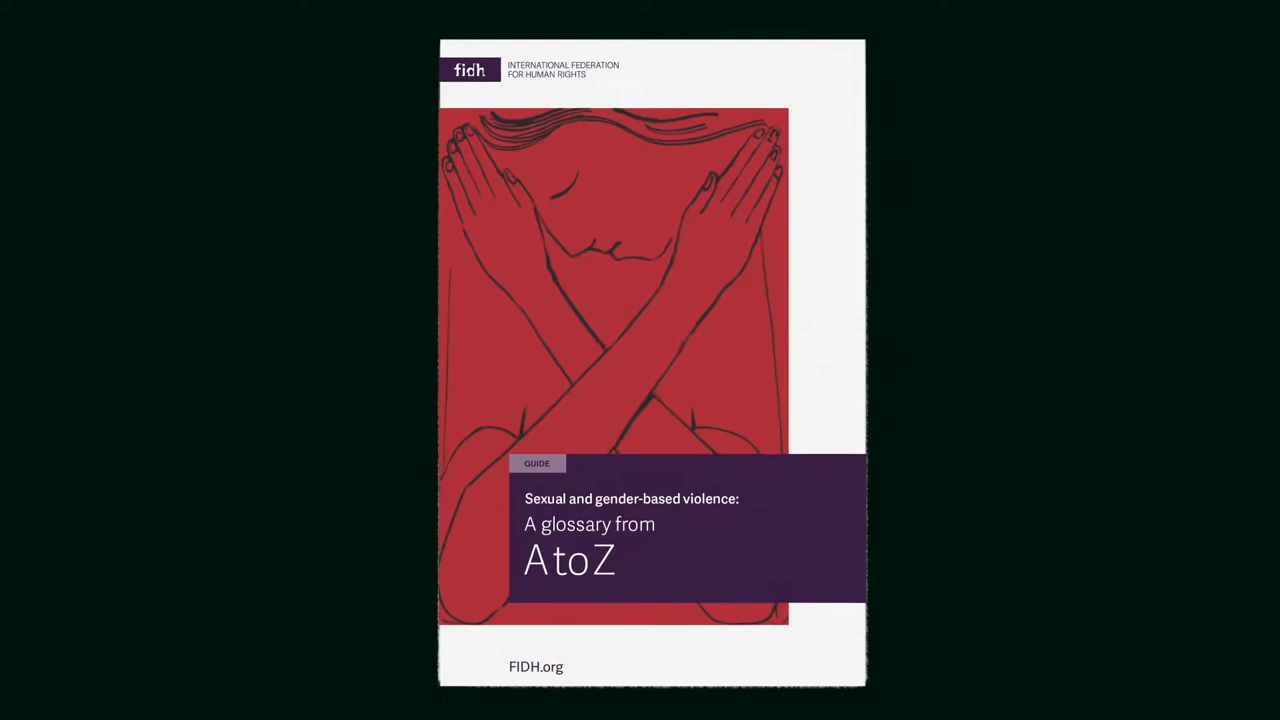 fidh
INTERNATIONAL FEDERATION
FOR HUMAN RIGHTS
GUIDE
Sexual and gender-based violence:
A glossary from
A to Z
FIDH.org